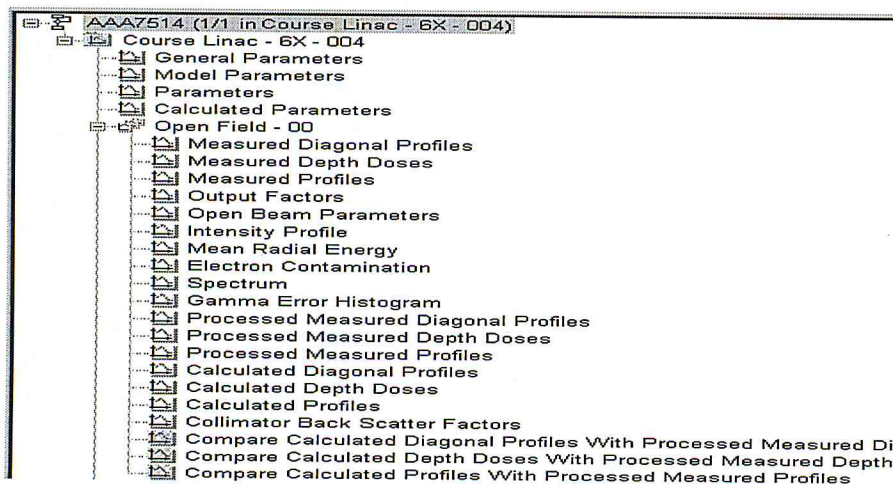 AAA7514 (1/1 in Course Linac - 6X - 004)
Course Linac - 6X - 004
General Parameters
Model Parameters
Parameters
Calculated Parameters
Open Field - 00
Measured Diagonal Profiles
Measured Depth Doses
Measured Profiles
Output Factors
Open Beam Parameters
Intensity Profile
Mean Radial Energy
Electron Contamination
Spectrum
Gamma Error Histogram
Processed Measured Diagonal Profiles
Processed Measured Depth Doses
Processed Measured Profiles
Calculated Diagonal Profiles
Calculated Depth Doses
Calculated Profiles
Collimator Back Scatter Factors
Compare Calculated Diagonal Profiles With Processed Measured Di
Compare Calculated Depth Doses With Processed Measured Depth
Compare Calculated Profiles With Processed Measured Profiles